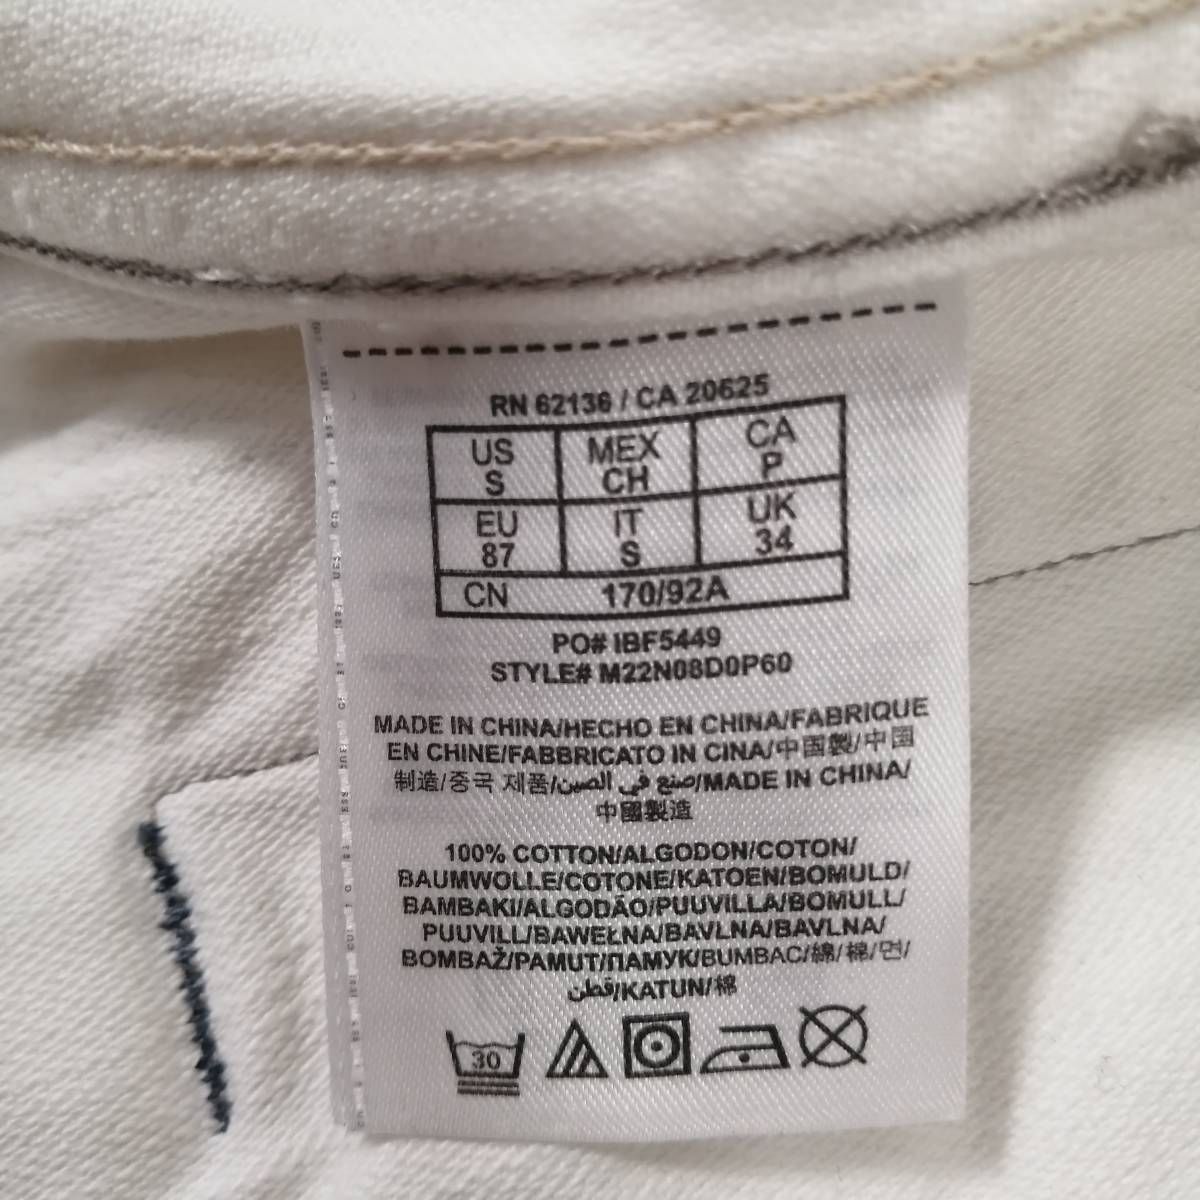 RN 62136 / CA 20625
US MEX CA
S CH P
EU IT UK
87 S 34
CN 170/92A
PO# IBF5449
STYLE# M22N08D0P60
MADE IN CHINA/HECHO EN CHINA/FABRIQUE
EN CHINE/FABBRICATO IN CINA/中国製/中国
制造/중국 제품/صنع في الصين/MADE IN CHINA/
中國製造
100% COTTON/ALGODON/COTON/
BAUMWOLLE/COTONE/KATOEN/BOMULD/
BAMBAKI/ALGODÃO/PUUVILLA/BOMULL/
PUUVILL/BAWEŁNA/BAVLNA/BAVLNA/
BOMBAŽ/PAMUT/ПАМУК/BUMBAC/綿/棉/면/
قطن/KATUN/棉
30